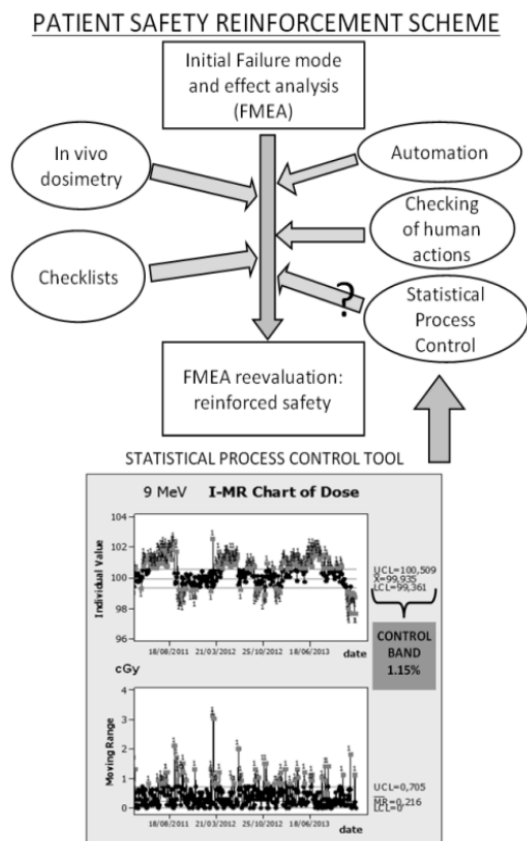 PATIENT SAFETY REINFORCEMENT SCHEME
Initial Failure mode
and effect analysis
(FMEA)
In vivo
dosimetry
Automation
Checking
of human
actions
Checklists
?
Statistical
Process
Control
FMEA reevaluation:
reinforced safety
STATISTICAL PROCESS CONTROL TOOL
9 MeV I-MR Chart of Dose
Individual Value
104
102
100
98
96
UCL=100,509
X=99,935
LCL=99,361
CONTROL
BAND
1.15%
18/08/2011 21/03/2012 25/10/2012 18/06/2013 date
cGy
Moving Range
4
3
2
1
0
UCL=0,705
MR=0,216
LCL=0
18/08/2011 21/03/2012 25/10/2012 18/06/2013
date